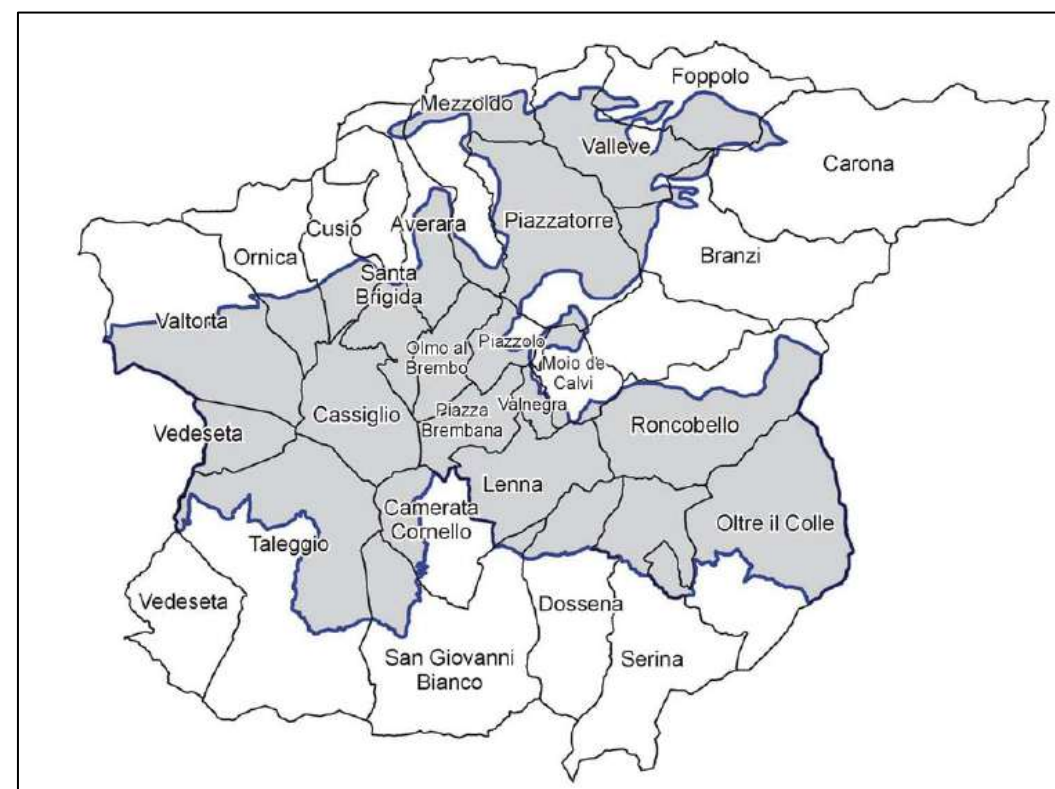 Foppolo
Mezzoldo
Valleve
Carona
Cusio
Averara
Piazzatorre
Ornica
Branzi
Santa
Brigida
Valtorta
Olmo al
Brembo
Piazzolo
Moio de
Calvi
Cassiglio
Piazza
Brembana
Valnegra
Vedeseta
Roncobello
Lenna
Camerata
Cornello
Oltre il Colle
Taleggio
Vedeseta
Dossena
San Giovanni
Bianco
Serina